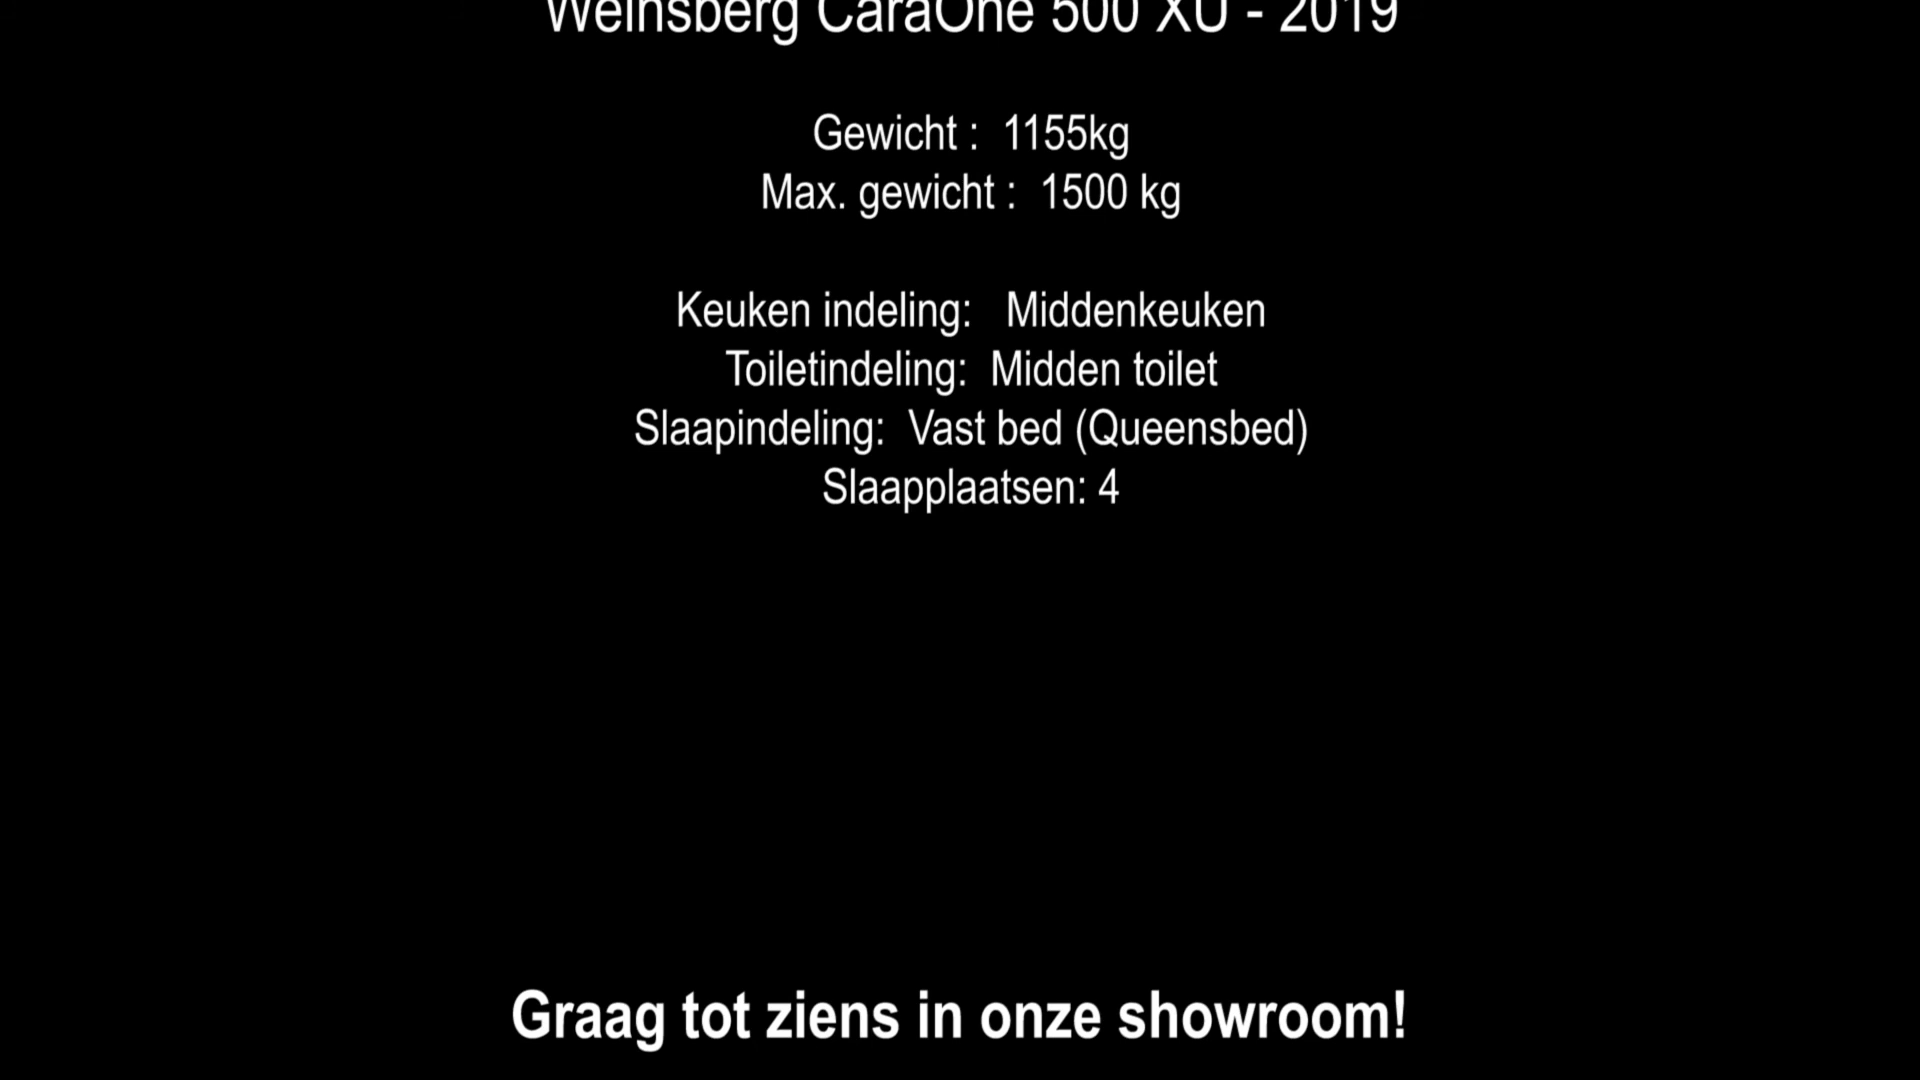 Weinsberg CaraOne 500 XU - 2019
Gewicht : 1155kg
Max. gewicht : 1500 kg
Keuken indeling: Middenkeuken
Toiletindeling: Midden toilet
Slaapindeling: Vast bed (Queensbed)
Slaapplaatsen: 4
Graag tot ziens in onze showroom!